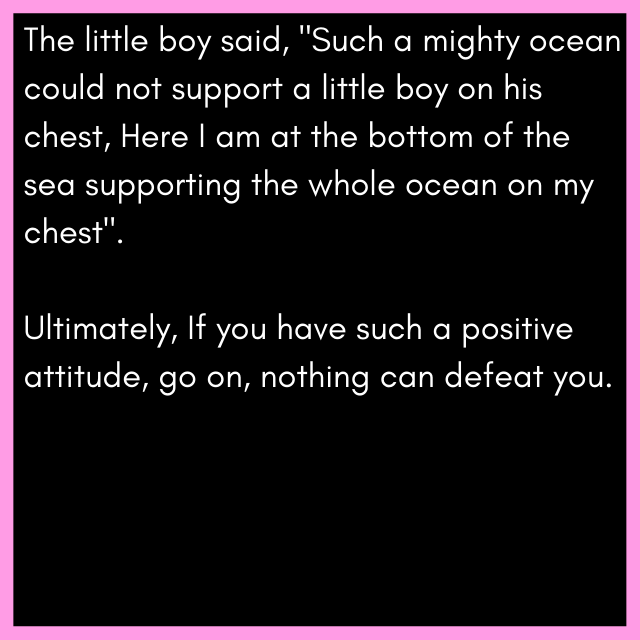 The little boy said, "Such a mighty ocean
could not support a little boy on his
chest, Here I am at the bottom of the
sea supporting the whole ocean on my
chest".
Ultimately, If you have such a positive
attitude, go on, nothing can defeat you.